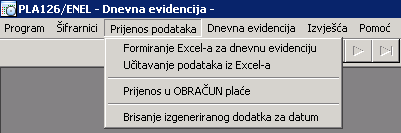 PLA126/ENEL - Dnevna evidencija -
Program Šifrarnici Prijenos podataka Dnevna evidencija Izvješća Pomoć
Formiranje Excel-a za dnevnu evidenciju
Učitavanje podataka iz Excel-a
Prijenos u OBRAČUN plaće
Brisanje izgeneriranog dodatka za datum